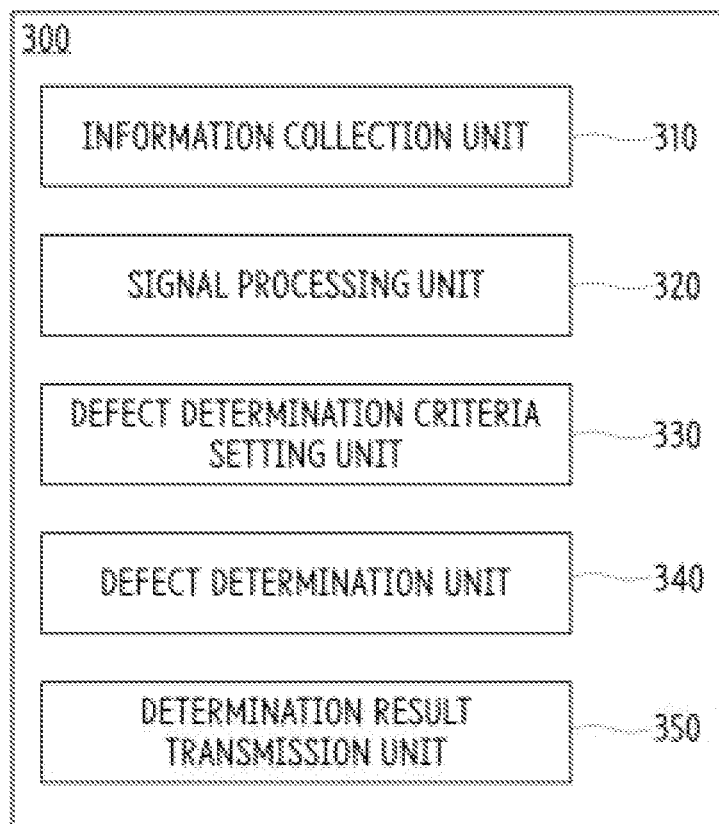 300
INFORMATION COLLECTION UNIT
310
SIGNAL PROCESSING UNIT
320
DEFECT DETERMINATION CRITERIA
SETTING UNIT
330
DEFECT DETERMINATION UNIT
340
DETERMINATION RESULT
TRANSMISSION UNIT
350